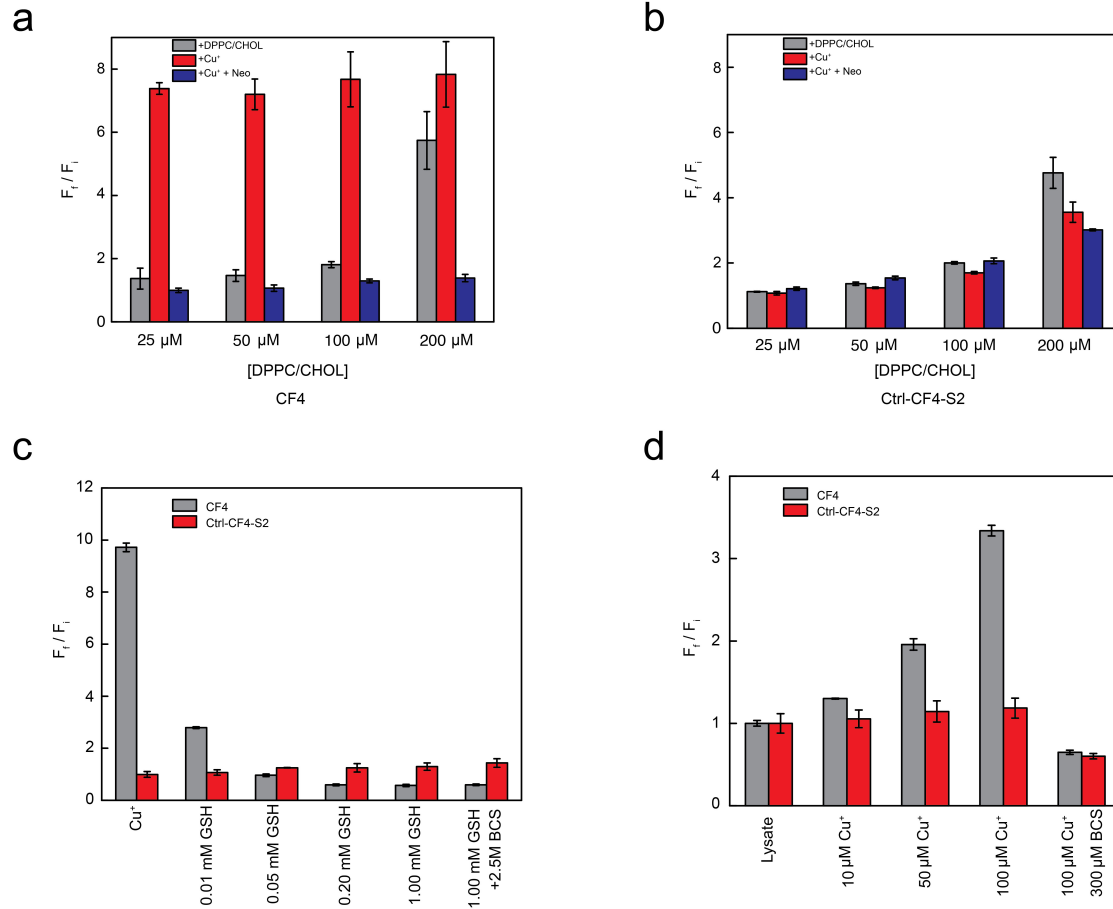 a
+DPPC/CHOL
+Cu⁺
+Cu⁺ + Neo
8
6
4
2
0
F_f / F_i
25 µM
50 µM
100 µM
200 µM
[DPPC/CHOL]
CF4
b
+DPPC/CHOL
+Cu⁺
+Cu⁺ + Neo
8
6
4
2
0
F_f / F_i
25 µM
50 µM
100 µM
200 µM
[DPPC/CHOL]
Ctrl-CF4-S2
c
CF4
Ctrl-CF4-S2
12
10
8
6
4
2
0
F_f / F_i
Cu⁺
0.01 mM GSH
0.05 mM GSH
0.20 mM GSH
1.00 mM GSH
1.00 mM GSH
+2.5M BCS
d
CF4
Ctrl-CF4-S2
4
3
2
1
0
F_f / F_i
Lysate
10 µM Cu⁺
50 µM Cu⁺
100 µM Cu⁺
100 µM Cu⁺
300 µM BCS